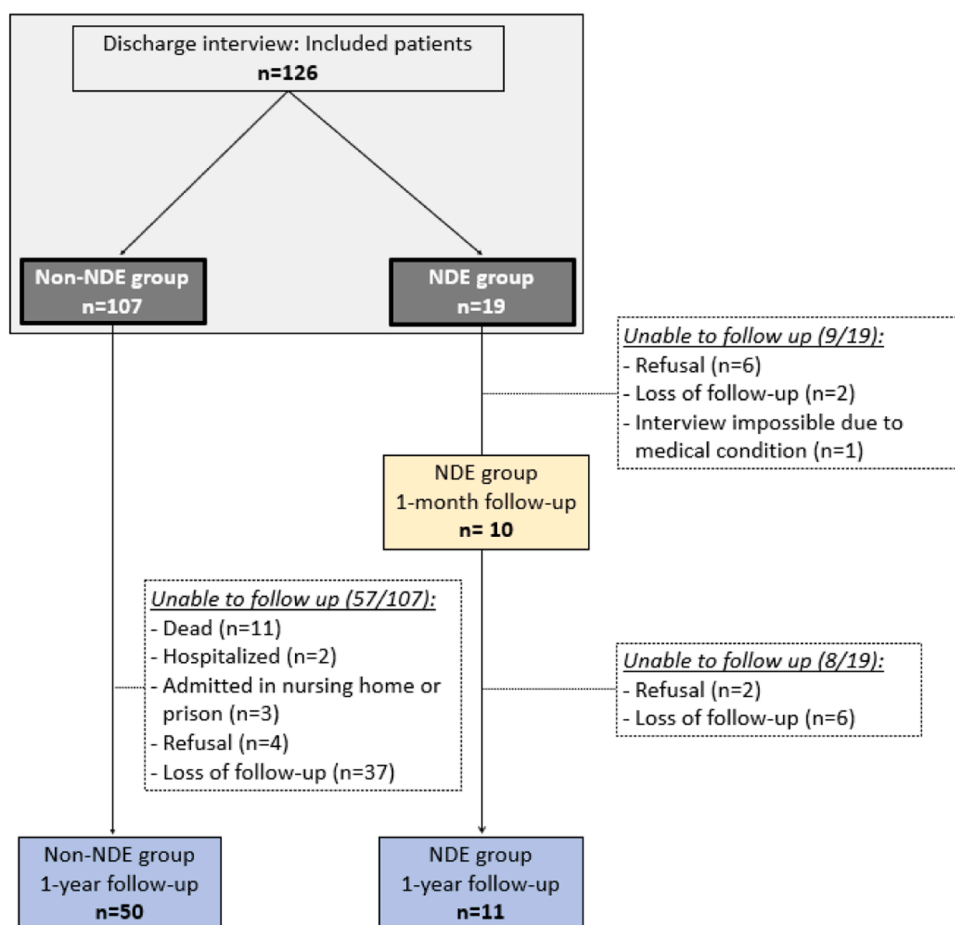 Discharge interview: Included patients
n=126
Non-NDE group
n=107
NDE group
n=19
Unable to follow up (9/19):
- Refusal (n=6)
- Loss of follow-up (n=2)
- Interview impossible due to
medical condition (n=1)
NDE group
1-month follow-up
n= 10
Unable to follow up (57/107):
- Dead (n=11)
- Hospitalized (n=2)
- Admitted in nursing home or
prison (n=3)
- Refusal (n=4)
- Loss of follow-up (n=37)
Unable to follow up (8/19):
- Refusal (n=2)
- Loss of follow-up (n=6)
Non-NDE group
1-year follow-up
n=50
NDE group
1-year follow-up
n=11